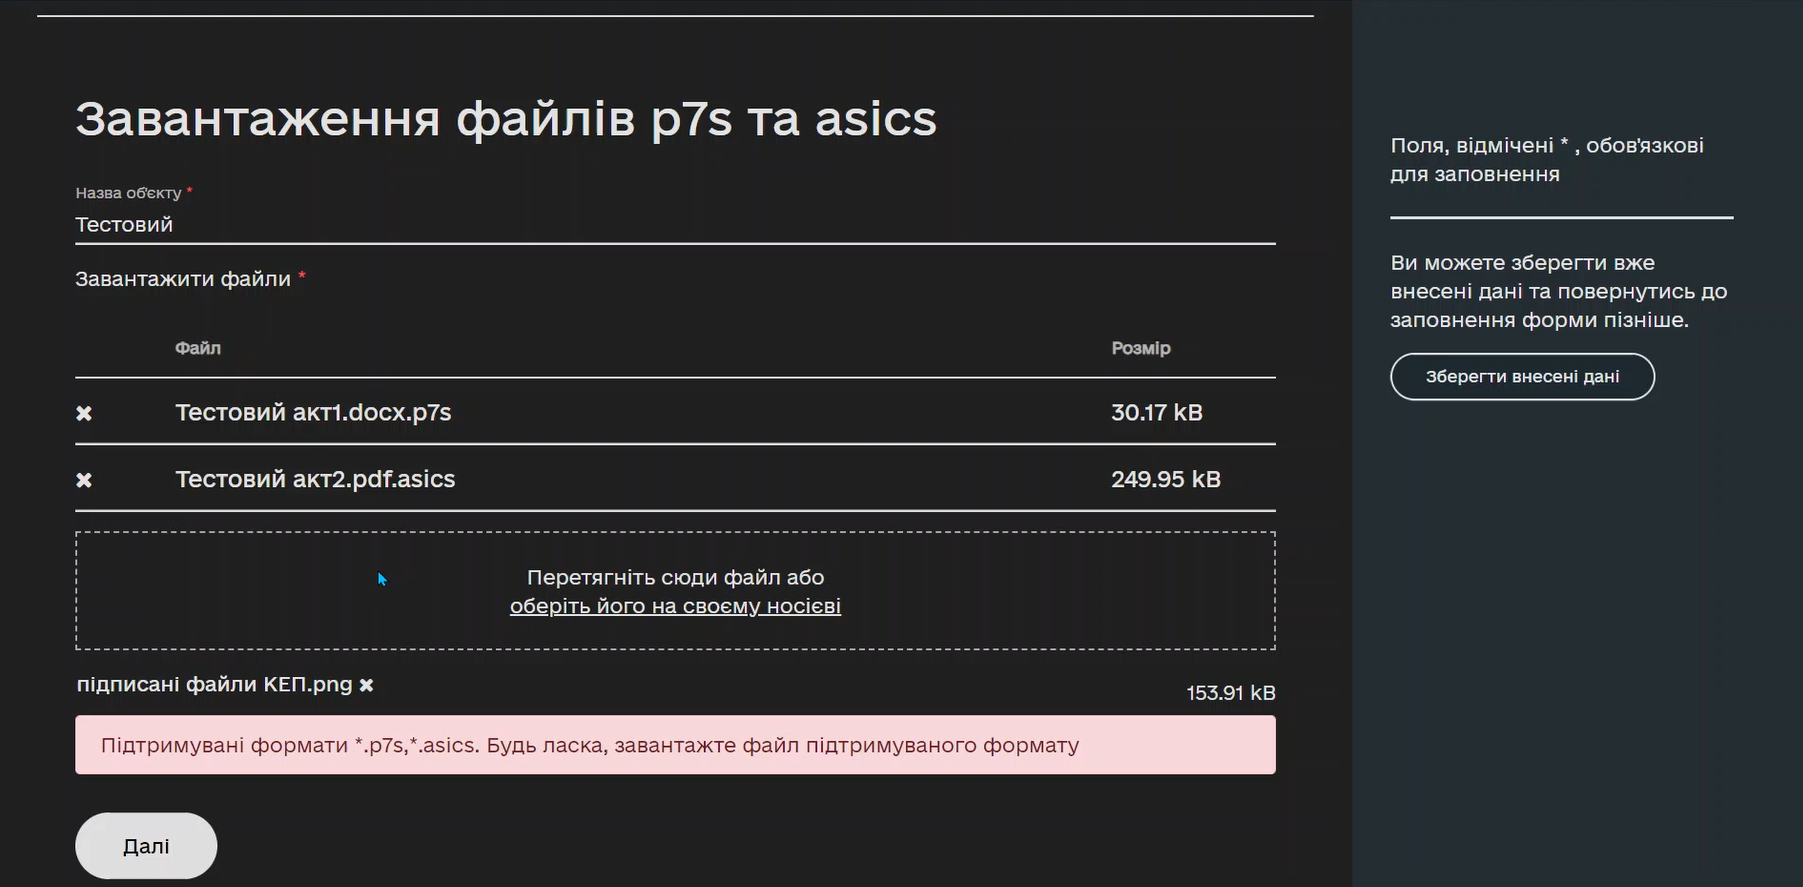 Завантаження файлів p7s та asics
Назва об'єкту *
Тестовий
Завантажити файли *
Файл Розмір
Тестовий акт1.docx.p7s 30.17 kB
Тестовий акт2.pdf.asics 249.95 kB
Перетягніть сюди файл або
оберіть його на своєму носієві
підписані файли КЕП.png 153.91 kB
Підтримувані формати *.p7s,*.asics. Будь ласка, завантажте файл підтримуваного формату
Далі
Поля, відмічені * , обов'язкові
для заповнення
Ви можете зберегти вже
внесені дані та повернутись до
заповнення форми пізніше.
Зберегти внесені дані